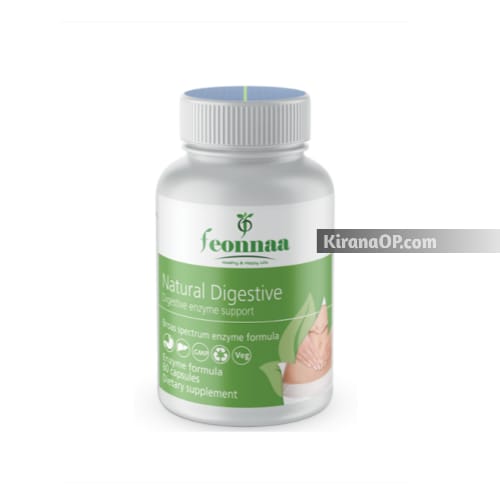 feonnaa
Healthy & Happy Life
KiranaOP.com
Natural Digestive
Digestive enzyme support
Broad spectrum enzyme formula
GMP
Veg
Enzyme formula
60 capsules
Dietary supplement